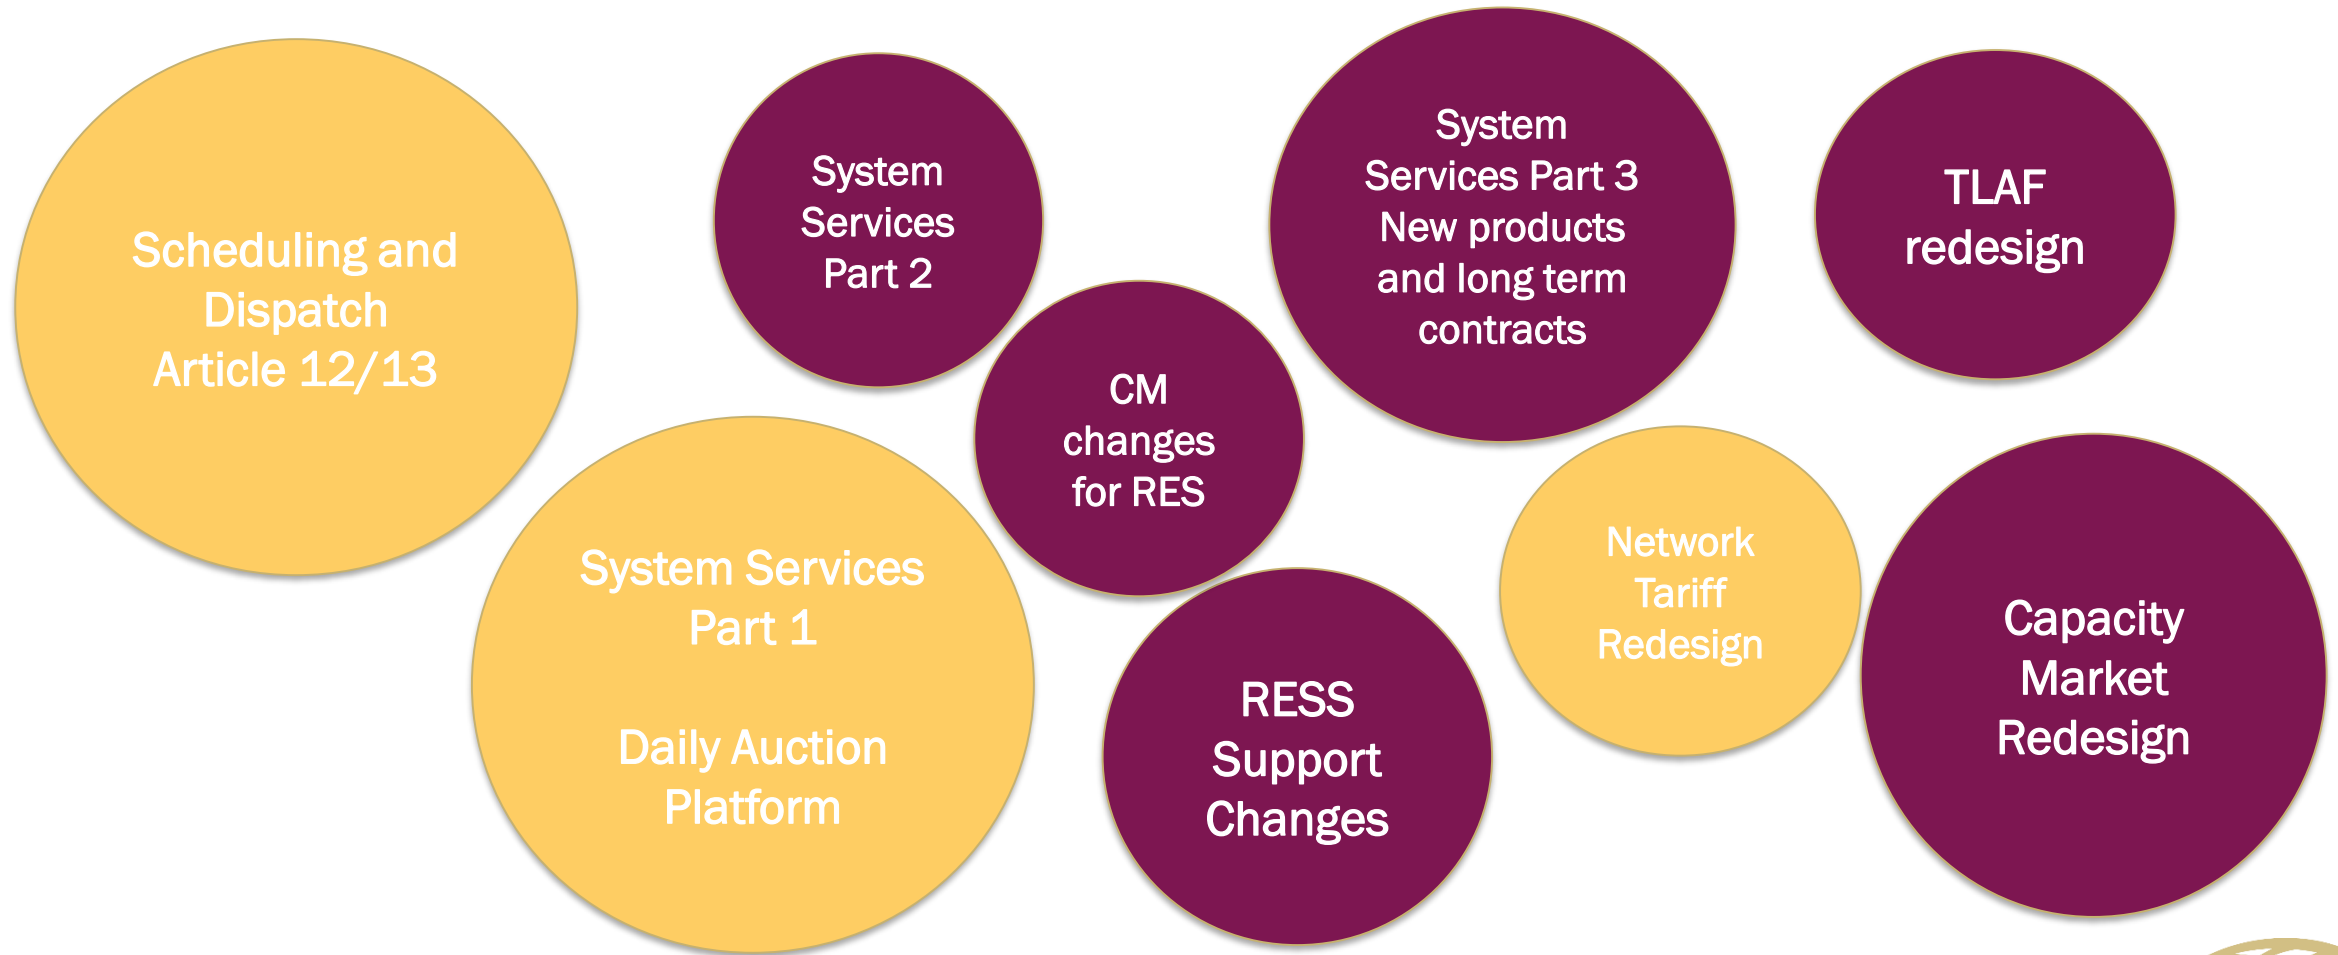 Scheduling and
Dispatch
Article 12/13
System
Services
Part 2
System
Services Part 3
New products
and long term
contracts
TLAF
redesign
CM
changes
for RES
System Services
Part 1
Daily Auction
Platform
RESS
Support
Changes
Network
Tariff
Redesign
Capacity
Market
Redesign